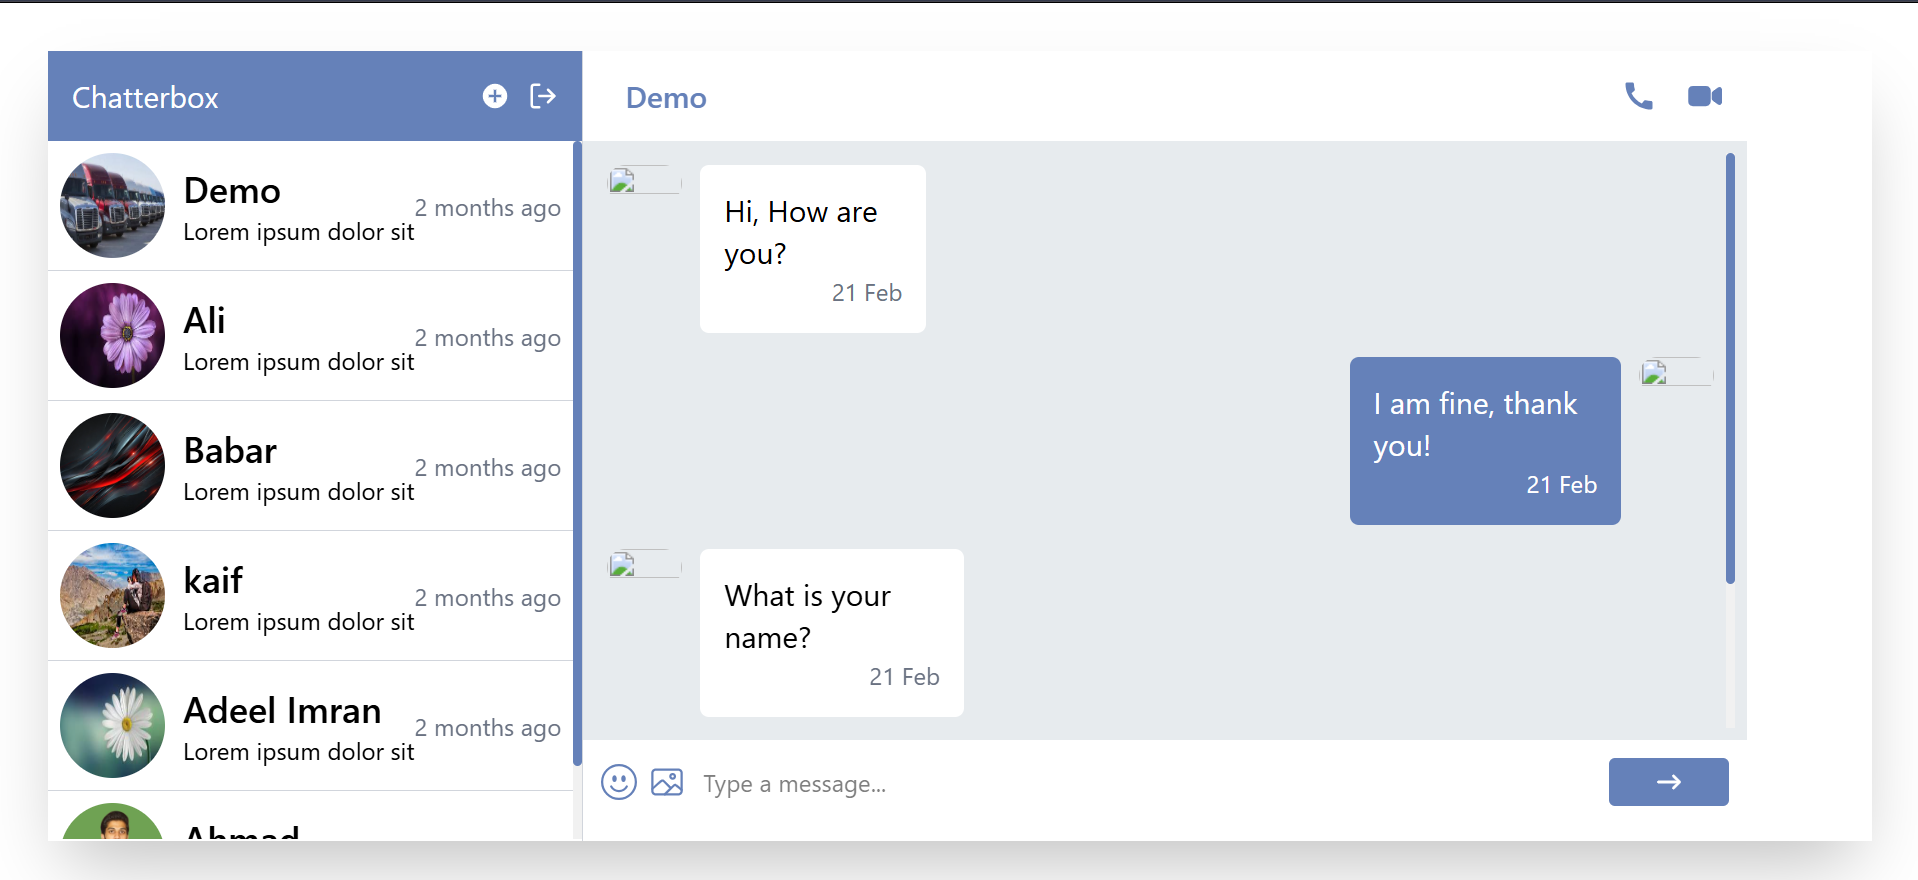 Chatterbox
Demo
Lorem ipsum dolor sit
2 months ago
Ali
Lorem ipsum dolor sit
2 months ago
Babar
Lorem ipsum dolor sit
2 months ago
kaif
Lorem ipsum dolor sit
2 months ago
Adeel Imran
Lorem ipsum dolor sit
2 months ago
Ahmad
Demo
Hi, How are
you?
21 Feb
I am fine, thank
you!
21 Feb
What is your
name?
21 Feb
Type a message...